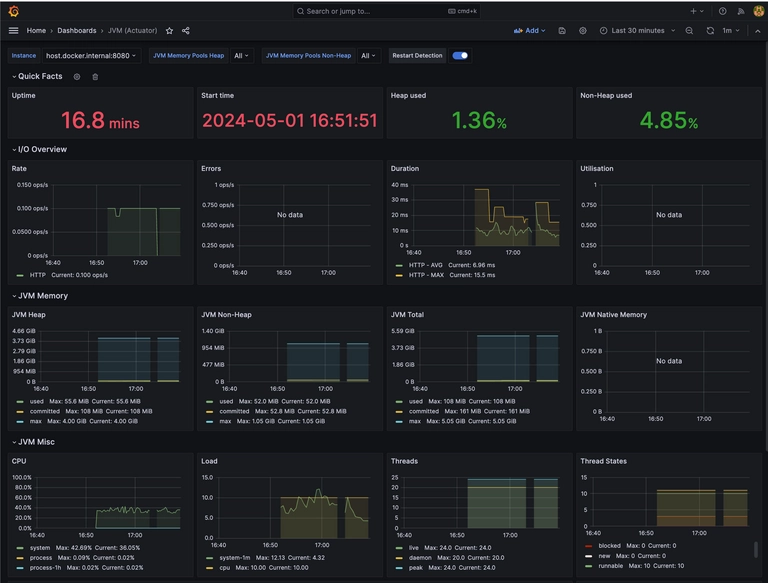 Search or jump to... cmd+k
Home › Dashboards › JVM (Actuator) Add Last 30 minutes 1m
Instance host.docker.internal:8080 JVM Memory Pools Heap All JVM Memory Pools Non-Heap All Restart Detection
Quick Facts
Uptime
16.8 mins
Start time
2024-05-01 16:51:51
Heap used
1.36%
Non-Heap used
4.85%
I/O Overview
Rate
0.150 ops/s
0.100 ops/s
0.0500 ops/s
0 ops/s
16:40 16:50 17:00
HTTP Current: 0.100 ops/s
Errors
1 ops/s
0.750 ops/s
0.500 ops/s
0.250 ops/s
0 ops/s
No data
16:40 16:50 17:00
Duration
40 ms
30 ms
20 ms
10 ms
0 s
16:40 16:50 17:00
HTTP - AVG Current: 6.96 ms
HTTP - MAX Current: 15.5 ms
Utilisation
1
0.750
0.500
0.250
0
No data
16:40 16:50 17:00
JVM Memory
JVM Heap
4.66 GiB
3.73 GiB
2.79 GiB
1.86 GiB
954 MiB
0 B
16:40 16:50 17:00
used Max: 55.6 MiB Current: 55.6 MiB
committed Max: 108 MiB Current: 108 MiB
max Max: 4.00 GiB Current: 4.00 GiB
JVM Non-Heap
1.40 GiB
954 MiB
477 MiB
0 B
16:40 16:50 17:00
used Max: 52.0 MiB Current: 52.0 MiB
committed Max: 52.8 MiB Current: 52.8 MiB
max Max: 1.05 GiB Current: 1.05 GiB
JVM Total
5.59 GiB
3.73 GiB
1.86 GiB
0 B
16:40 16:50 17:00
used Max: 108 MiB Current: 108 MiB
committed Max: 161 MiB Current: 161 MiB
max Max: 5.05 GiB Current: 5.05 GiB
JVM Native Memory
1 B
0.750 B
0.500 B
0.250 B
0 B
No data
16:40 16:50 17:00
JVM Misc
CPU
100.0%
80.0%
60.0%
40.0%
20.0%
0.0%
16:40 16:50 17:00
system Max: 42.69% Current: 36.05%
process Max: 0.09% Current: 0.02%
process-1h Max: 0.02% Current: 0.02%
Load
15.0
10.0
5.0
0.0
16:40 16:50 17:00
system-1m Max: 12.13 Current: 4.32
cpu Max: 10.00 Current: 10.00
Threads
25
20
15
10
5
0
16:40 16:50 17:00
live Max: 24.0 Current: 24.0
daemon Max: 20.0 Current: 20.0
peak Max: 24.0 Current: 24.0
Thread States
15
10
5
0
16:40 16:50 17:00
blocked Max: 0 Current: 0
new Max: 0 Current: 0
runnable Max: 10 Current: 10